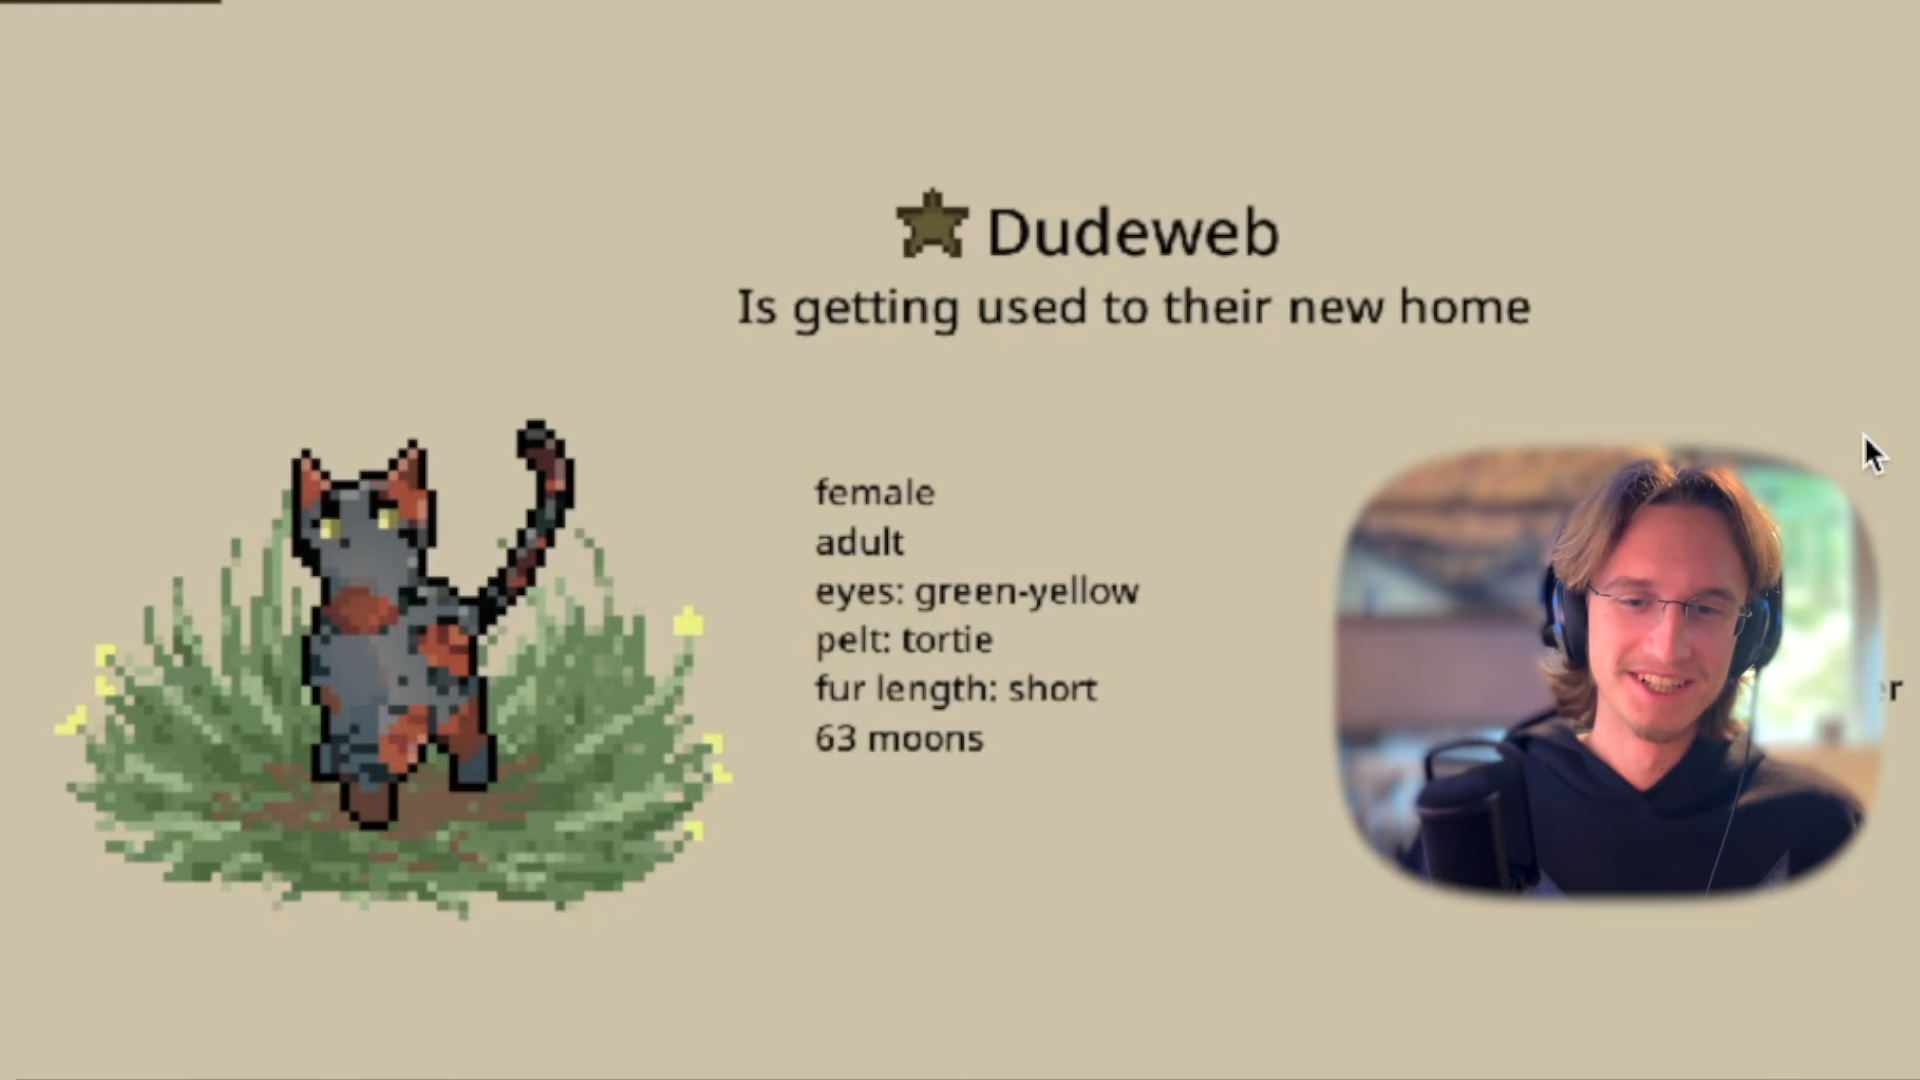 Dudeweb
Is getting used to their new home
female
adult
eyes: green-yellow
pelt: tortie
fur length: short
63 moons